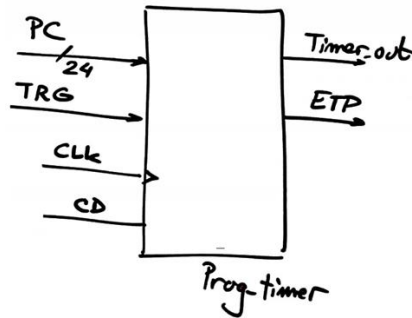 PC
24
Timer_out
TRG
ETP
CLK
CD
Prog_timer